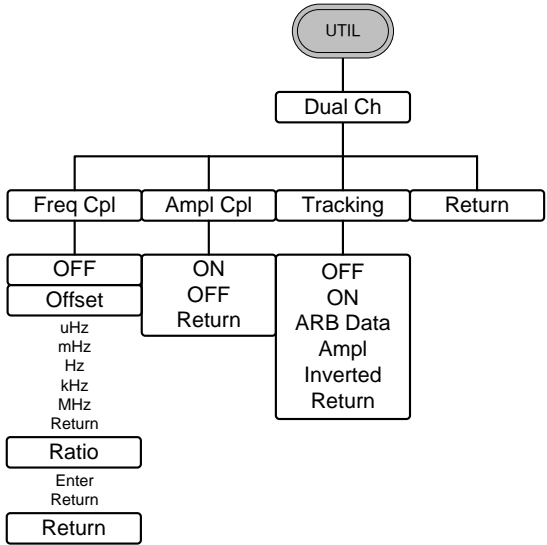 UTIL
Dual Ch
Freq Cpl
Ampl Cpl
Tracking
Return
OFF
Offset
uHz
mHz
Hz
kHz
MHz
Return
Ratio
Enter
Return
Return
ON
OFF
Return
OFF
ON
ARB Data
Ampl
Inverted
Return